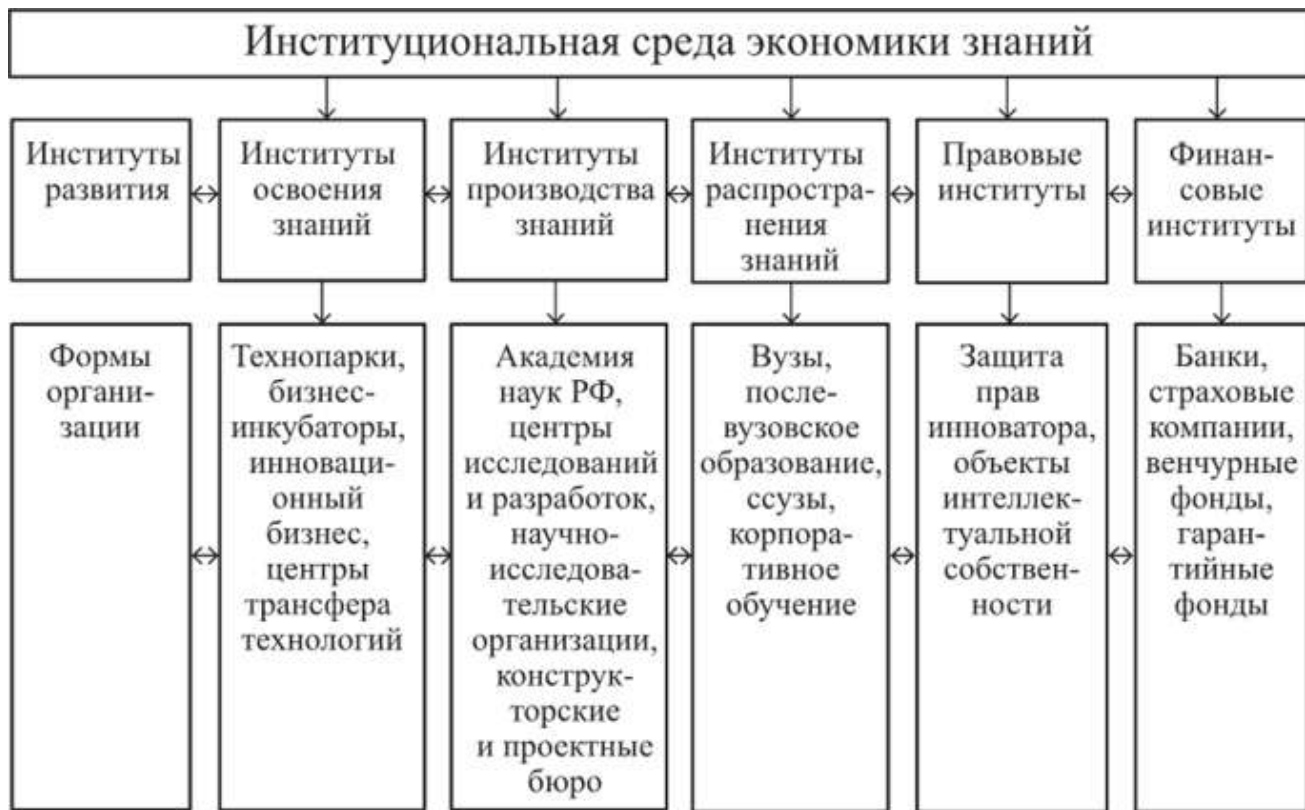 Институциональная среда экономики знаний
Институты
развития
Институты
освоения
знаний
Институты
производства
знаний
Институты
распростра-
нения
знаний
Правовые
институты
Финан-
совые
институты
Формы
органи-
зации
Технопарки,
бизнес-
инкубаторы,
инноваци-
онный
бизнес,
центры
трансфера
технологий
Академия
наук РФ,
центры
исследований
и разработок,
научно-
исследова-
тельские
организации,
конструк-
торские
и проектные
бюро
Вузы,
после-
вузовское
образование,
ссузы,
корпора-
тивное
обучение
Защита
прав
инноватора,
объекты
интеллек-
туальной
собствен-
ности
Банки,
страховые
компании,
венчурные
фонды,
гаран-
тийные
фонды